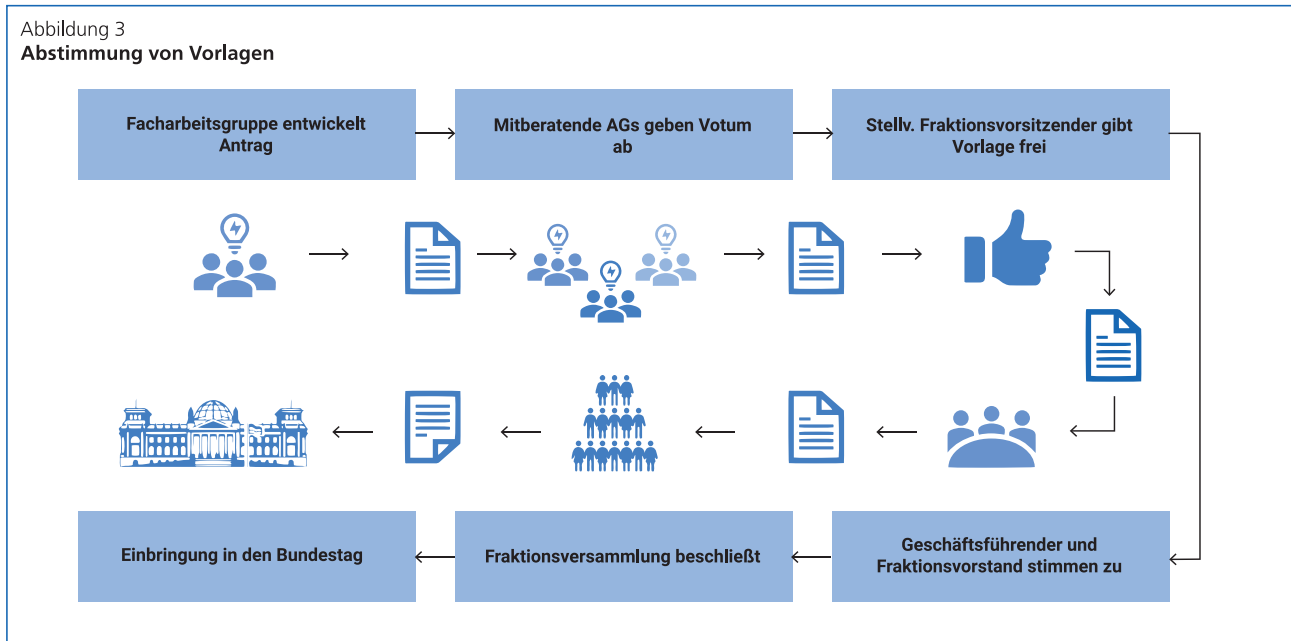 Abbildung 3
Abstimmung von Vorlagen
Facharbeitsgruppe entwickelt
Antrag
Mitberatende AGs geben Votum
ab
Stellv. Fraktionsvorsitzender gibt
Vorlage frei
Einbringung in den Bundestag
Fraktionsversammlung beschließt
Geschäftsführender und
Fraktionsvorstand stimmen zu